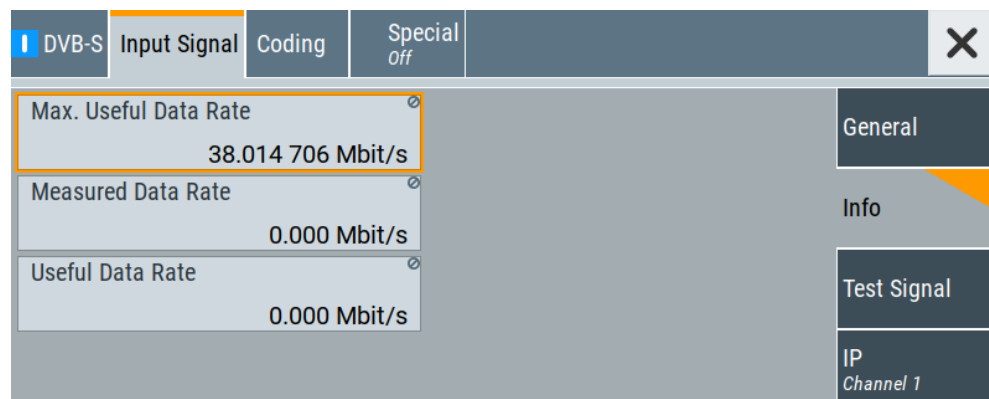 DVB-S Input Signal Coding Special
Off
Max. Useful Data Rate
38.014 706 Mbit/s
Measured Data Rate
0.000 Mbit/s
Useful Data Rate
0.000 Mbit/s
General
Info
Test Signal
IP
Channel 1